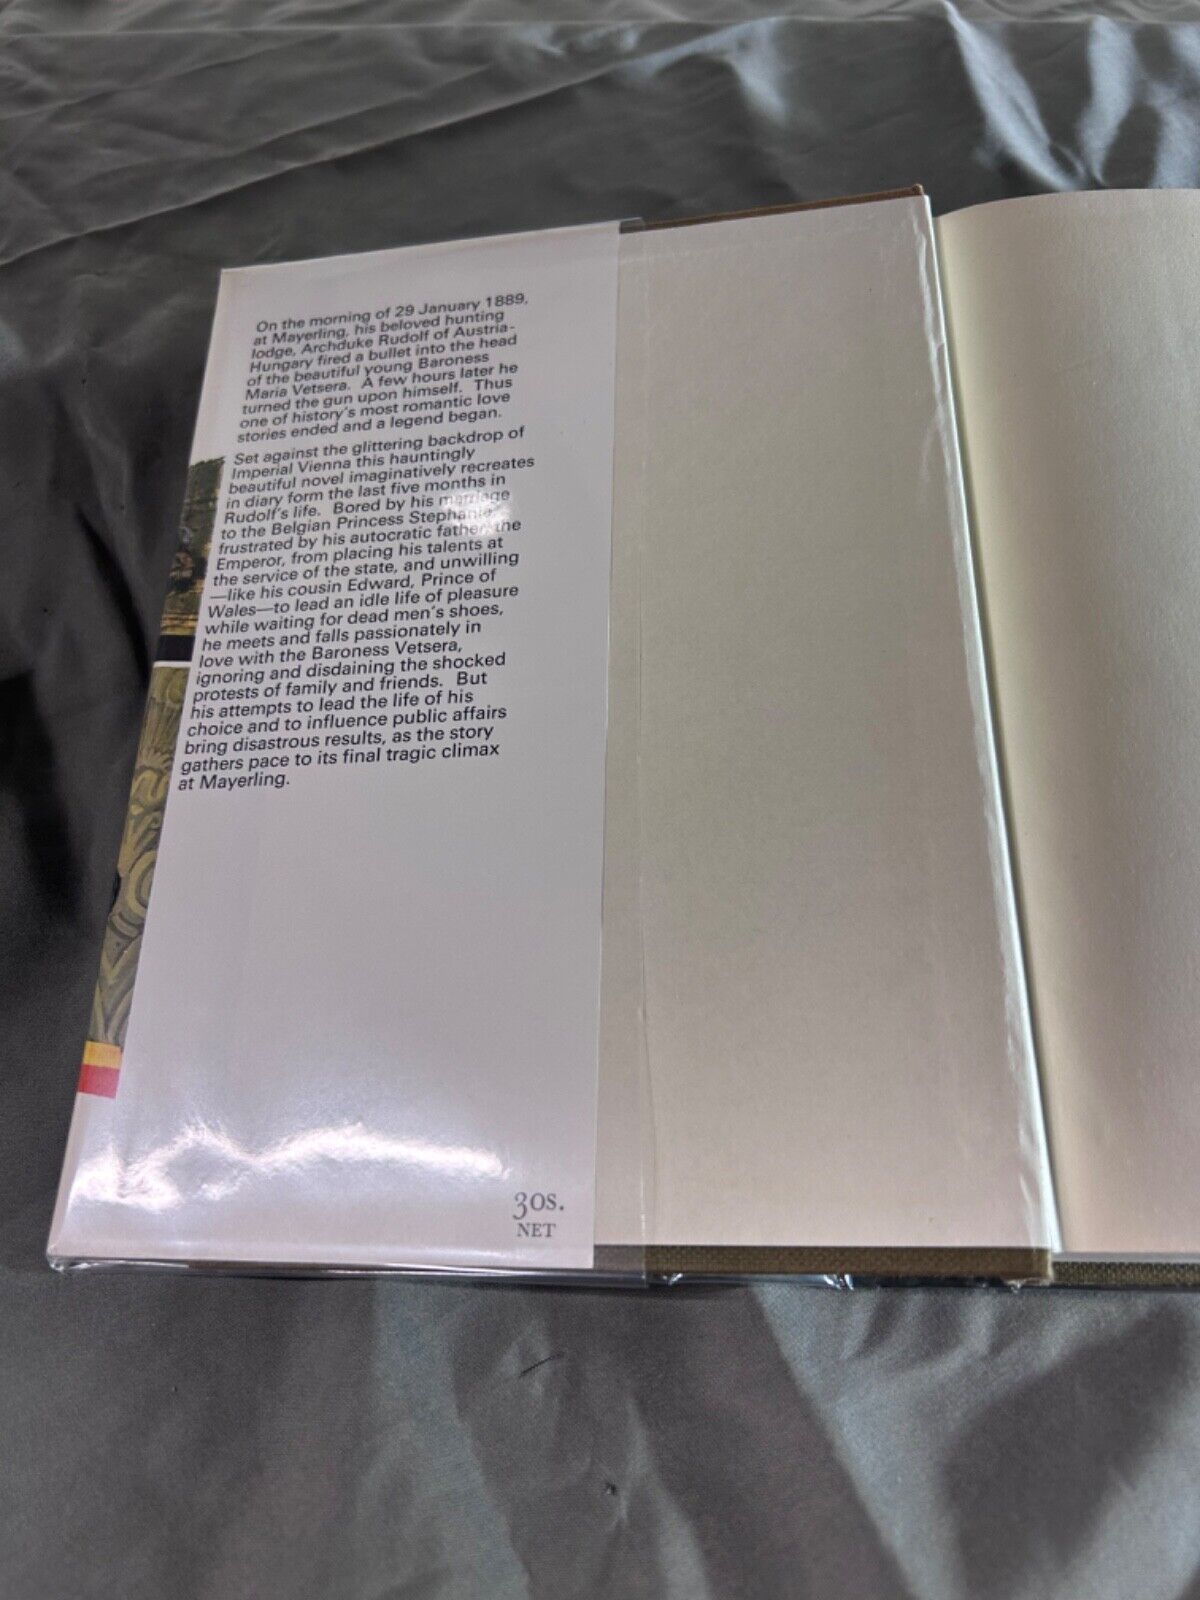 On the morning of 29 January 1889,
at Mayerling, his beloved hunting
lodge, Archduke Rudolf of Austria-
Hungary fired a bullet into the head
of the beautiful young Baroness
Maria Vetsera. A few hours later he
turned the gun upon himself. Thus
one of history's most romantic love
stories ended and a legend began.
Set against the glittering backdrop of
Imperial Vienna this hauntingly
beautiful novel imaginatively recreates
in diary form the last five months in
Rudolf's life. Bored by his marriage
to the Belgian Princess Stephanie,
frustrated by his autocratic father, the
Emperor, from placing his talents at
the service of the state, and unwilling
—like his cousin Edward, Prince of
Wales—to lead an idle life of pleasure
while waiting for dead men's shoes,
he meets and falls passionately in
love with the Baroness Vetsera,
ignoring and disdaining the shocked
protests of family and friends. But
his attempts to lead the life of his
choice and to influence public affairs
bring disastrous results, as the story
gathers pace to its final tragic climax
at Mayerling.
30s.
NET